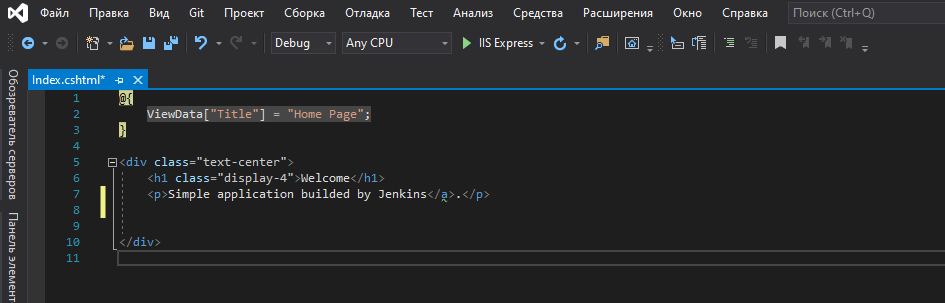 Файл Правка Вид Git Проект Сборка Отладка Тест Анализ Средства Расширения Окно Справка Поиск (Ctrl+Q)
Debug Any CPU IIS Express
Обозреватель серверов
Панель элемент
Index.cshtml*
1 @{
2 ViewData["Title"] = "Home Page";
3 }
4
5 <div class="text-center">
6 <h1 class="display-4">Welcome</h1>
7 <p>Simple application builded by Jenkins</a>.</p>
8
9
10 </div>
11